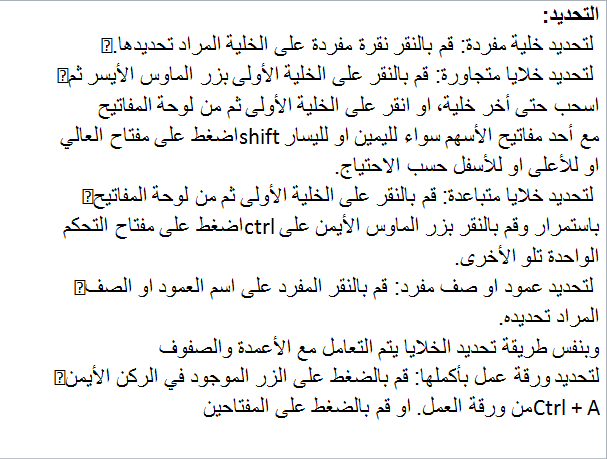 التحديد:
لتحديد خلية مفردة: قم بالنقر نقرة مفردة على الخلية المراد تحديدها.
لتحديد خلايا متجاورة: قم بالنقر على الخلية الأولى بزر الماوس الأيسر ثم
اسحب حتى أخر خلية، او انقر على الخلية الأولى ثم من لوحة المفاتيح
مع أحد مفاتيح الأسهم سواء لليمين او لليسار shiftاضغط على مفتاح العالي
او للأعلى او للأسفل حسب الاحتياج.
لتحديد خلايا متباعدة: قم بالنقر على الخلية الأولى ثم من لوحة المفاتيح
باستمرار وقم بالنقر بزر الماوس الأيمن على ctrlاضغط على مفتاح التحكم
الواحدة تلو الأخرى.
لتحديد عمود او صف مفرد: قم بالنقر المفرد على اسم العمود او الصف
المراد تحديده.
وبنفس طريقة تحديد الخلايا يتم التعامل مع الأعمدة والصفوف
لتحديد ورقة عمل بأكملها: قم بالضغط على الزر الموجود في الركن الأيمن
Ctrl + Aمن ورقة العمل. او قم بالضغط على المفتاحين